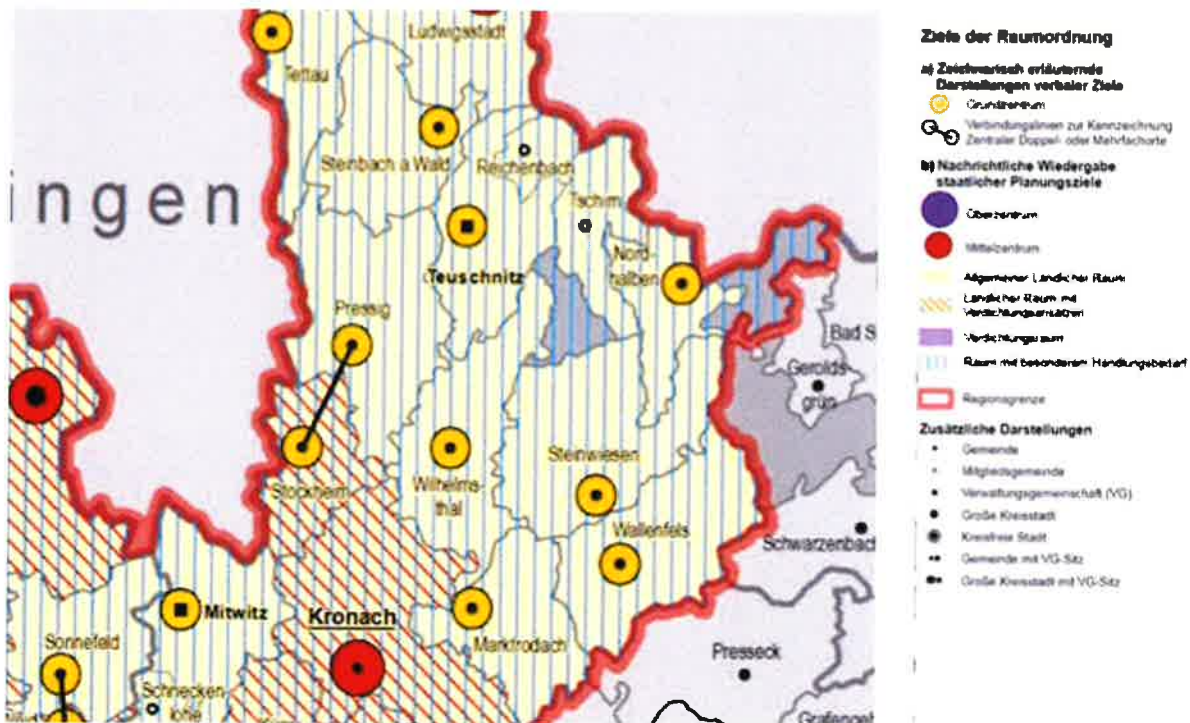 Ludwigsstadt
Tettau
Steinbach a Wald
Reichenbach
ingen
Tschirn
Teuschnitz
Nord-
halben
Pressig
Bad S
Gerolds-
grün
Stockheim
Wilhelms-
thal
Steinwiesen
Wallenfels
Schwarzenbach
Mitwitz
Kronach
Marktrodach
Sonnefeld
Presseck
Schnecken
lohe
Grafengeh
Ziele der Raumordnung
a) Zeichnerisch erläuternde
Darstellungen verbaler Ziele
Grundzentrum
Verbindungslinien zur Kennzeichnung
Zentraler Doppel- oder Mehrfachorte
b) Nachrichtliche Wiedergabe
staatlicher Planungsziele
Oberzentrum
Mittelzentrum
Allgemeiner Ländlicher Raum
Ländlicher Raum mit
Verdichtungsansätzen
Verdichtungsraum
Raum mit besonderem Handlungsbedarf
Regionsgrenze
Zusätzliche Darstellungen
Gemeinde
Mitgliedsgemeinde
Verwaltungsgemeinschaft (VG)
Große Kreisstadt
Kreisfreie Stadt
Gemeinde mit VG-Sitz
Große Kreisstadt mit VG-Sitz